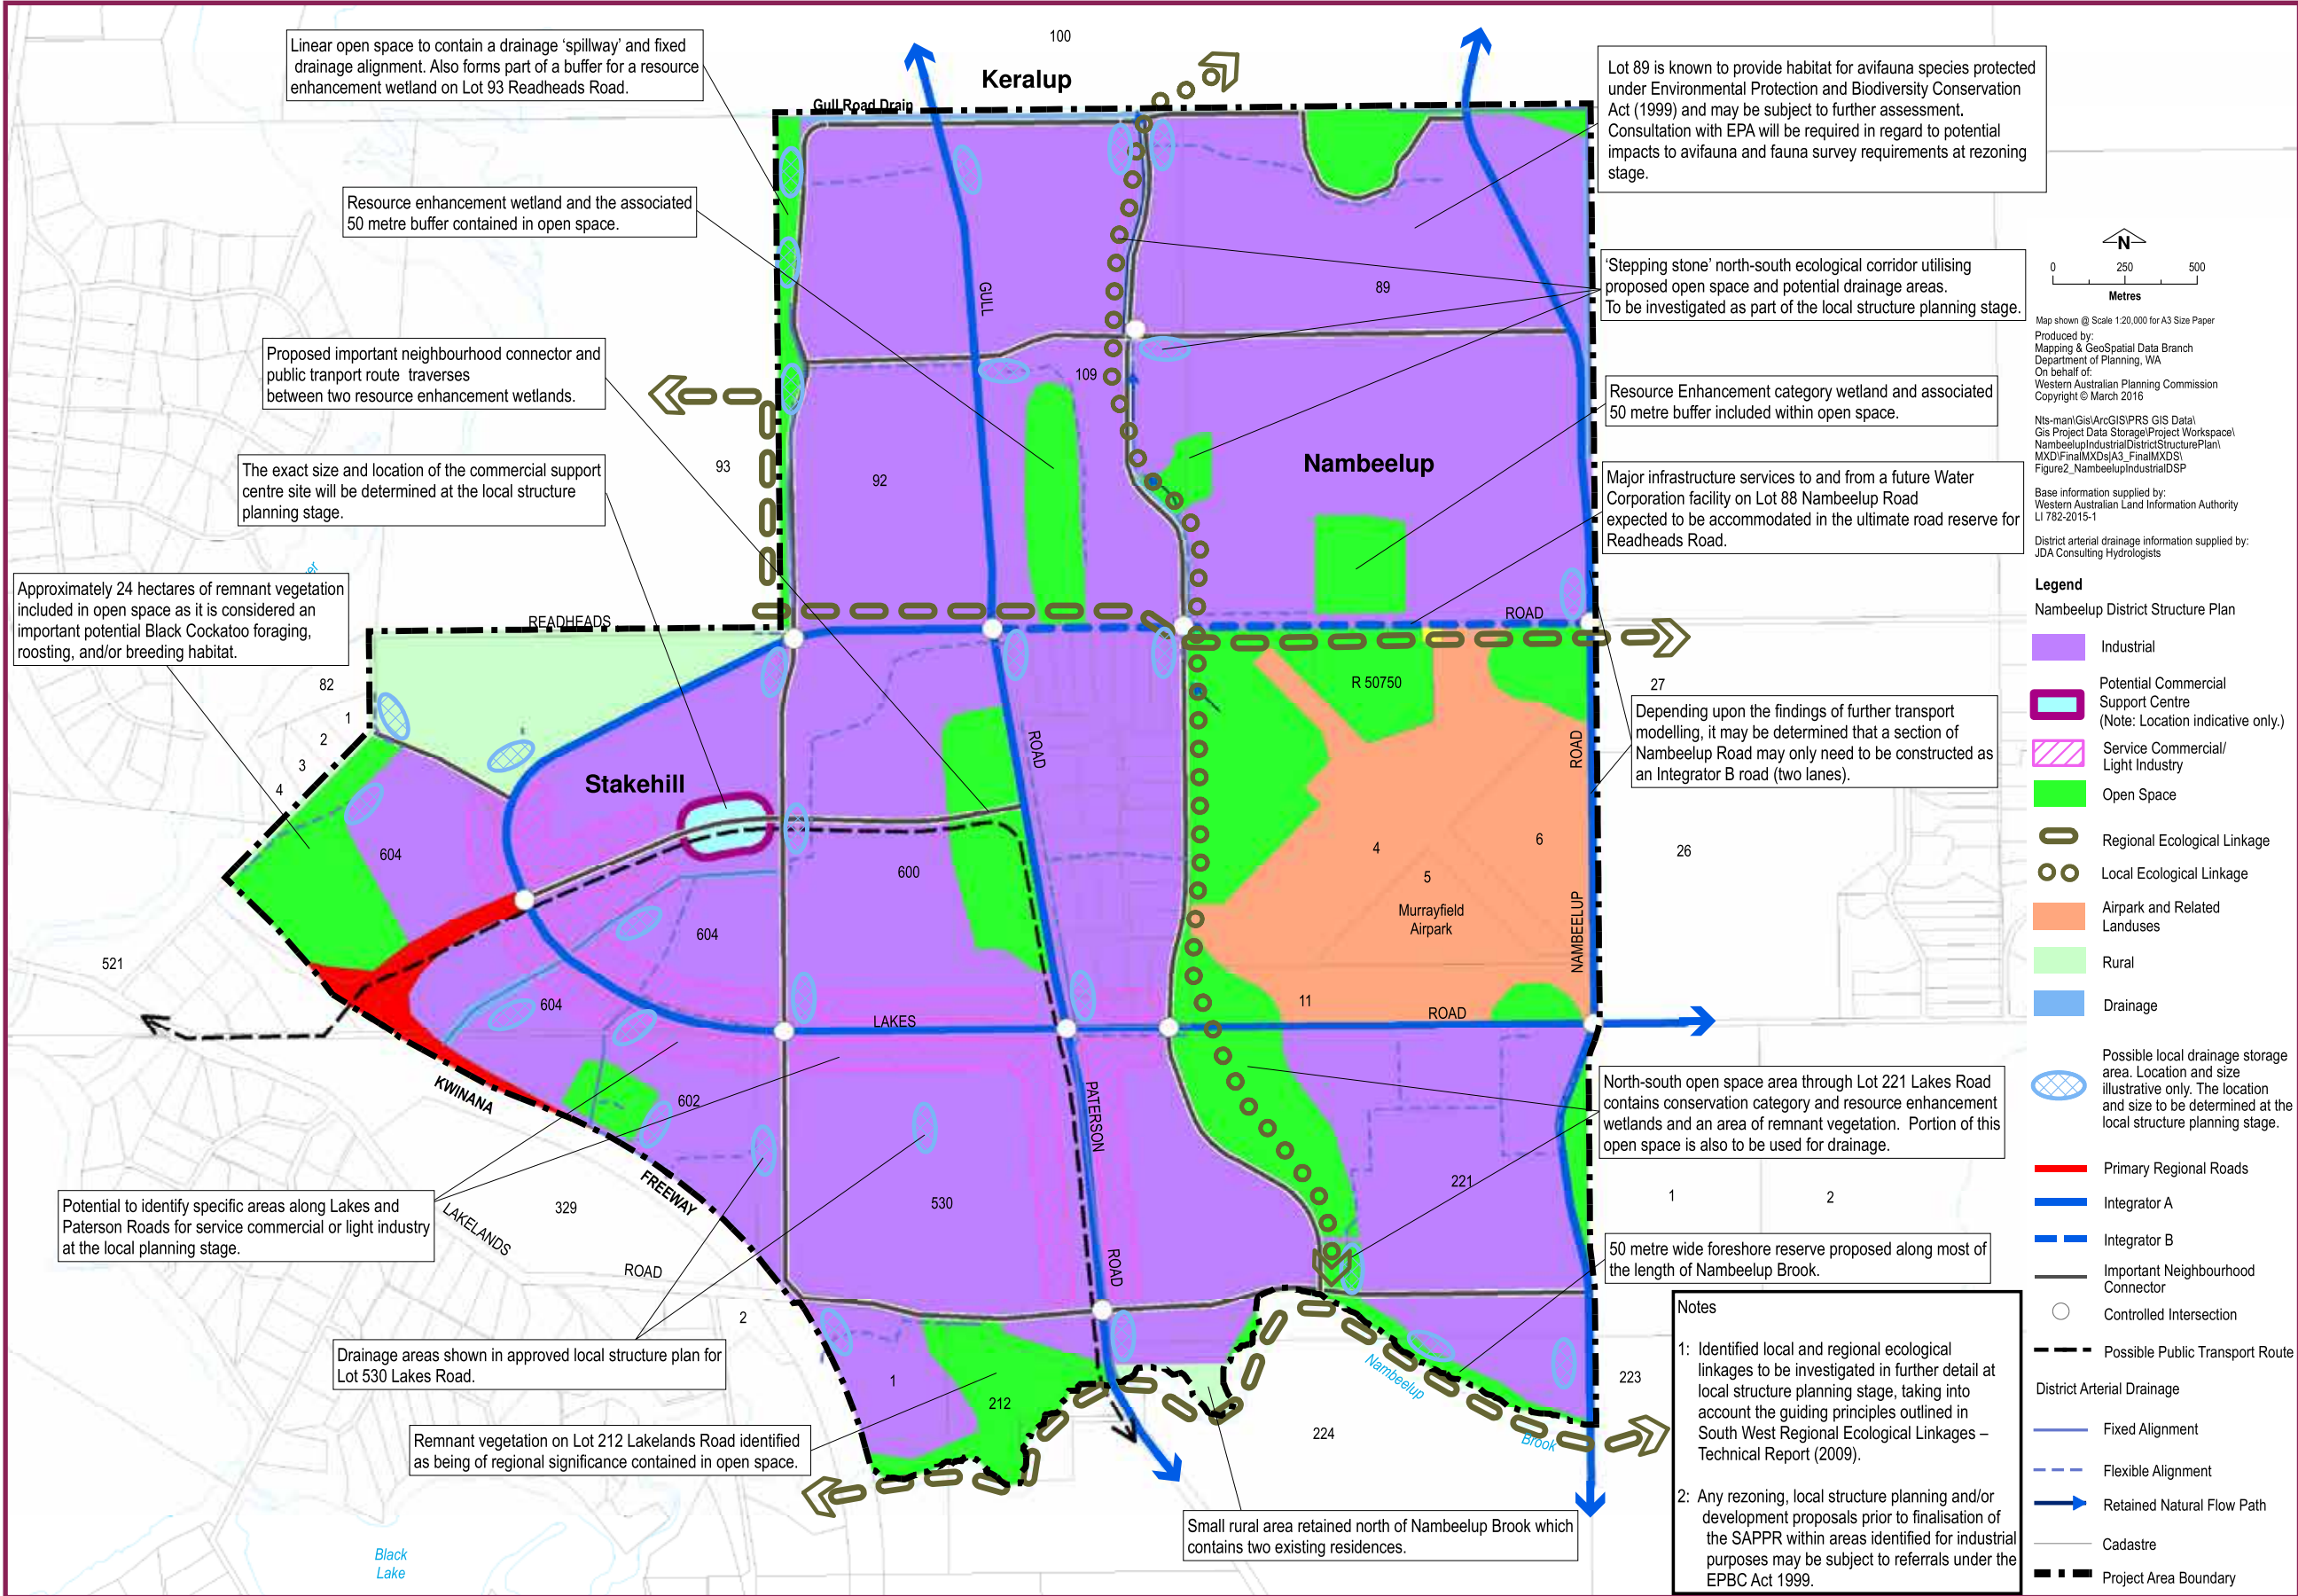 100
Keralup
Gull Road Drain
Linear open space to contain a drainage ‘spillway’ and fixed
drainage alignment. Also forms part of a buffer for a resource
enhancement wetland on Lot 93 Readheads Road.
Lot 89 is known to provide habitat for avifauna species protected
under Environmental Protection and Biodiversity Conservation
Act (1999) and may be subject to further assessment.
Consultation with EPA will be required in regard to potential
impacts to avifauna and fauna survey requirements at rezoning
stage.
Resource enhancement wetland and the associated
50 metre buffer contained in open space.
‘Stepping stone’ north-south ecological corridor utilising
proposed open space and potential drainage areas.
To be investigated as part of the local structure planning stage.
GULL
89
Proposed important neighbourhood connector and
public tranport route traverses
between two resource enhancement wetlands.
109
Resource Enhancement category wetland and associated
50 metre buffer included within open space.
The exact size and location of the commercial support
centre site will be determined at the local structure
planning stage.
93
92
Nambeelup
Major infrastructure services to and from a future Water
Corporation facility on Lot 88 Nambeelup Road
expected to be accommodated in the ultimate road reserve for
Readheads Road.
Approximately 24 hectares of remnant vegetation
included in open space as it is considered an
important potential Black Cockatoo foraging,
roosting, and/or breeding habitat.
READHEADS
ROAD
82
1
2
3
4
R 50750
27
Depending upon the findings of further transport
modelling, it may be determined that a section of
Nambeelup Road may only need to be constructed as
an Integrator B road (two lanes).
ROAD
ROAD
Stakehill
604
600
4
6
5
26
Murrayfield
Airpark
NAMBEELUP
604
521
604
11
LAKES
ROAD
KWINANA
602
PATERSON
North-south open space area through Lot 221 Lakes Road
contains conservation category and resource enhancement
wetlands and an area of remnant vegetation. Portion of this
open space is also to be used for drainage.
FREEWAY
221
1
2
Potential to identify specific areas along Lakes and
Paterson Roads for service commercial or light industry
at the local planning stage.
329
LAKELANDS
ROAD
530
ROAD
50 metre wide foreshore reserve proposed along most of
the length of Nambeelup Brook.
2
Drainage areas shown in approved local structure plan for
Lot 530 Lakes Road.
1
212
Nambeelup
Brook
223
224
Remnant vegetation on Lot 212 Lakelands Road identified
as being of regional significance contained in open space.
Small rural area retained north of Nambeelup Brook which
contains two existing residences.
Black
Lake
Notes
1: Identified local and regional ecological
linkages to be investigated in further detail at
local structure planning stage, taking into
account the guiding principles outlined in
South West Regional Ecological Linkages –
Technical Report (2009).
2: Any rezoning, local structure planning and/or
development proposals prior to finalisation of
the SAPPR within areas identified for industrial
purposes may be subject to referrals under the
EPBC Act 1999.
N
0 250 500
Metres
Map shown @ Scale 1:20,000 for A3 Size Paper
Produced by:
Mapping & GeoSpatial Data Branch
Department of Planning, WA
On behalf of:
Western Australian Planning Commission
Copyright © March 2016
Nts-man\Gis\ArcGIS\PRS GIS Data\
Gis Project Data Storage\Project Workspace\
NambeelupIndustrialDistrictStructurePlan\
MXD\FinalMXDs|A3_FinalMXDS\
Figure2_NambeelupIndustrialDSP
Base information supplied by:
Western Australian Land Information Authority
LI 782-2015-1
District arterial drainage information supplied by:
JDA Consulting Hydrologists
Legend
Nambeelup District Structure Plan
Industrial
Potential Commercial
Support Centre
(Note: Location indicative only.)
Service Commercial/
Light Industry
Open Space
Regional Ecological Linkage
Local Ecological Linkage
Airpark and Related
Landuses
Rural
Drainage
Possible local drainage storage
area. Location and size
illustrative only. The location
and size to be determined at the
local structure planning stage.
Primary Regional Roads
Integrator A
Integrator B
Important Neighbourhood
Connector
Controlled Intersection
Possible Public Transport Route
District Arterial Drainage
Fixed Alignment
Flexible Alignment
Retained Natural Flow Path
Cadastre
Project Area Boundary